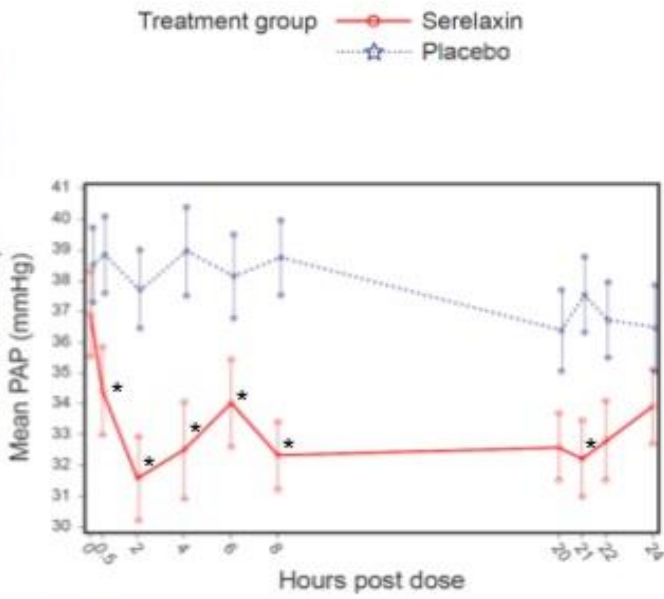 Treatment group Serelaxin
Placebo
41
40
39
38
37
36
35
34
33
32
31
30
Mean PAP (mmHg)
* * * * * *
0 0.5 2 4 6 8 20 21 22 24
Hours post dose